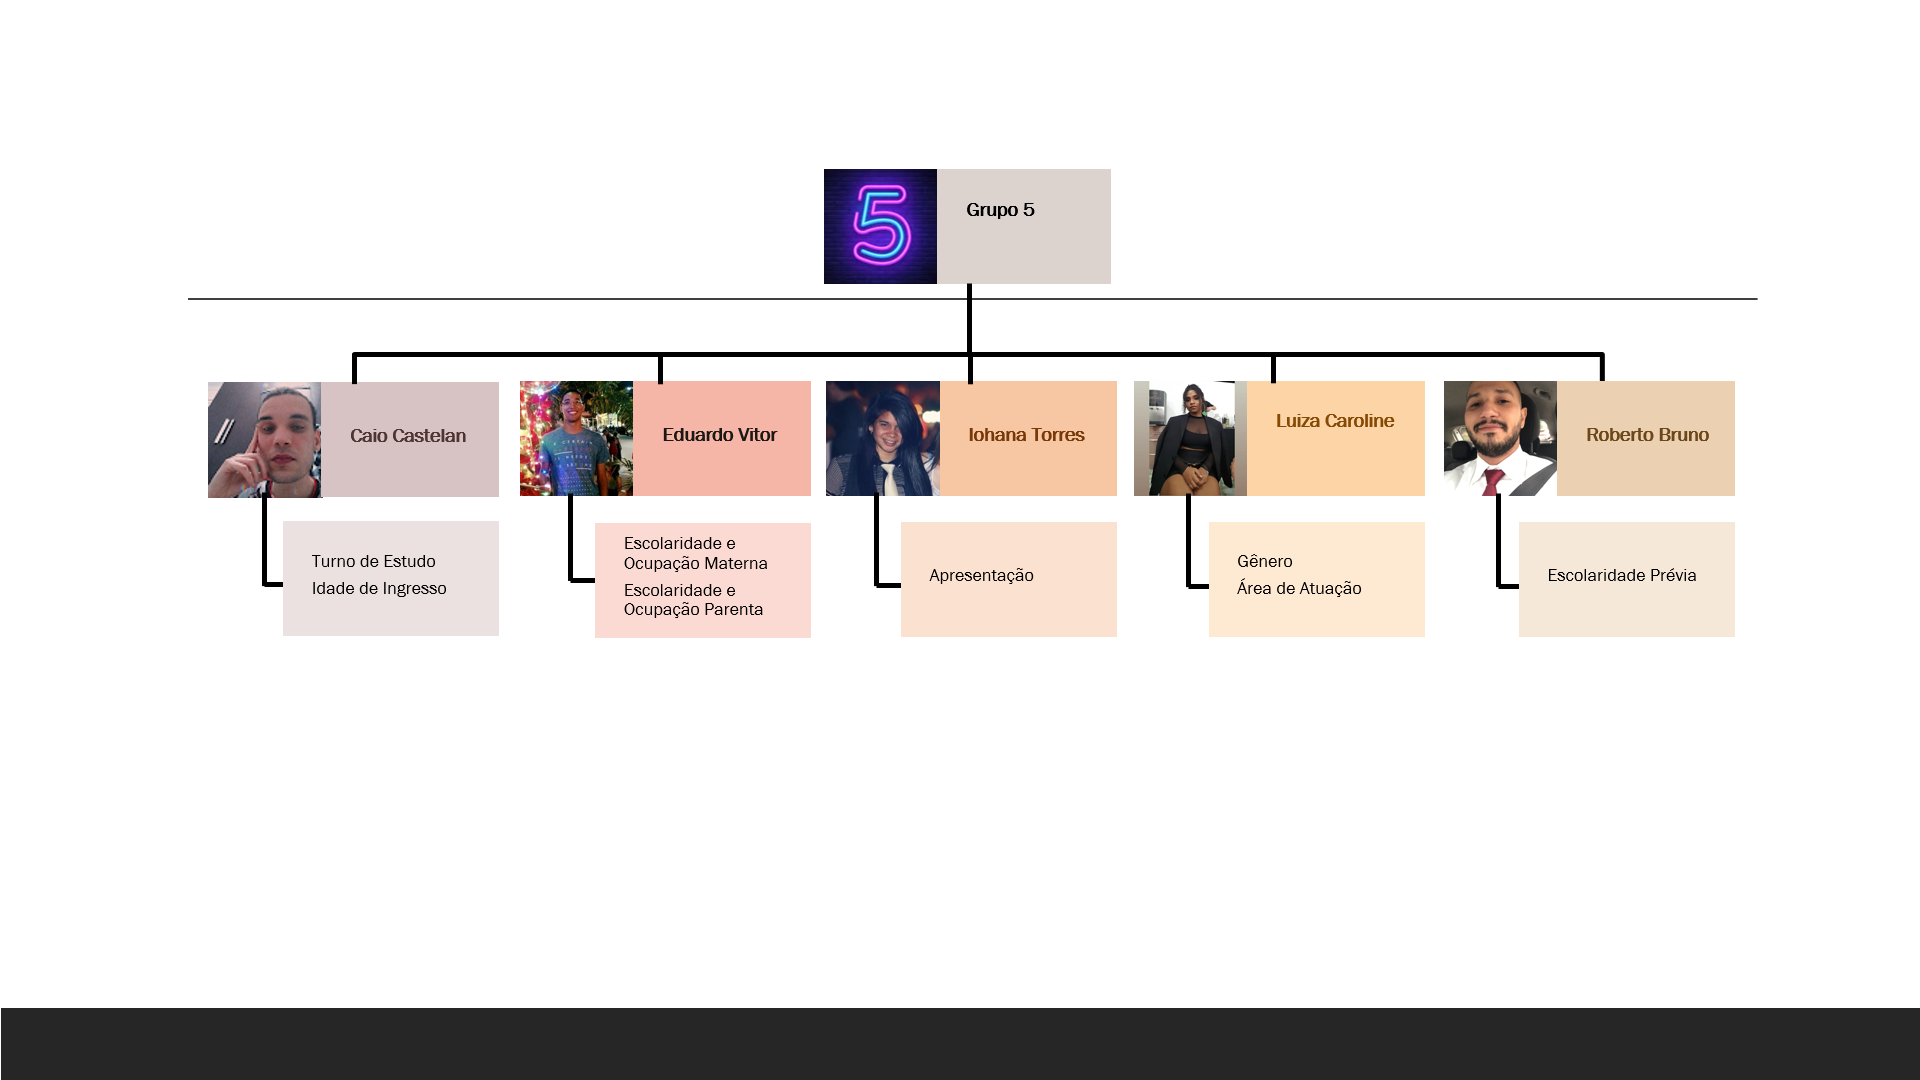 5
Grupo 5
Caio Castelan
Eduardo Vitor
Iohana Torres
Luiza Caroline
Roberto Bruno
Turno de Estudo
Idade de Ingresso
Escolaridade e
Ocupação Materna
Escolaridade e
Ocupação Parenta
Apresentação
Gênero
Área de Atuação
Escolaridade Prévia